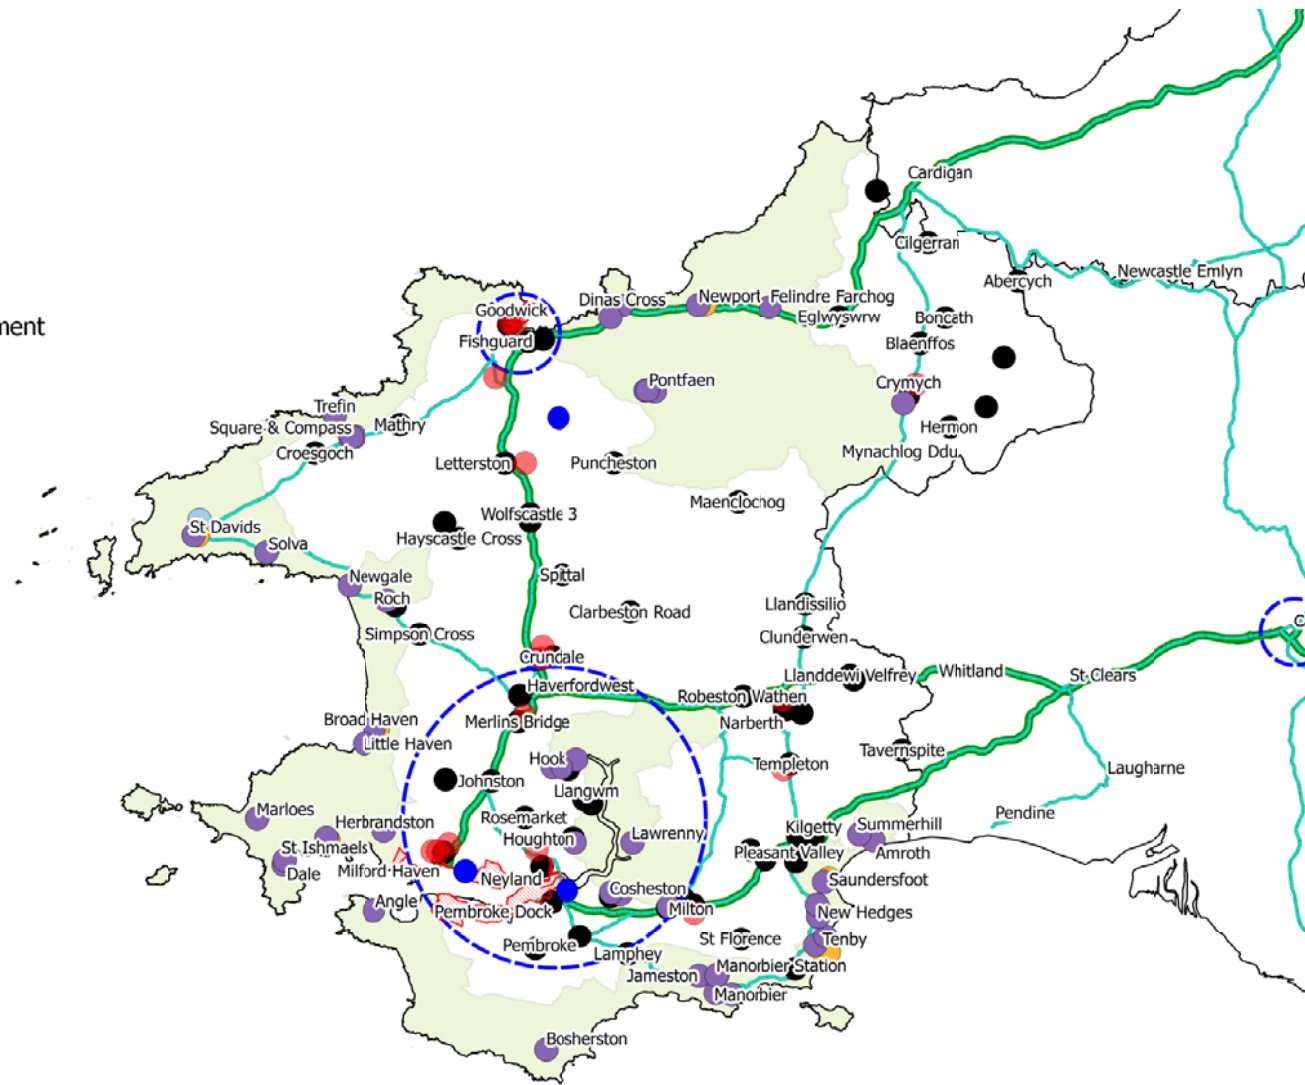 Cardigan
Cilgerran
Newcastle Emlyn
Abercych
Goodwick
Dinas Cross
Newport
Felindre Farchog
Eglwyswrw
Boncath
ment
Fishguard
Blaenffos
Pontfaen
Crymych
Trefin
Square & Compass
Mathry
Hermon
Croesgoch
Letterston
Puncheston
Mynachlog Ddu
Maenclochog
St Davids
Wolfscastle 3
Hayscastle Cross
Solva
Newgale
Spittal
Roch
Clarbeston Road
Llandissilio
Simpson Cross
Clunderwen
Crundale
Llanddewi Velfrey
Whitland
St Clears
Haverfordwest
Robeston Wathen
Broad Haven
Merlins Bridge
Narberth
Little Haven
Tavernspite
Hook
Templeton
Laugharne
Johnston
Llangwm
Marloes
Herbrandston
Rosemarket
Pendine
Kilgetty
Summerhill
St Ishmaels
Houghton
Lawrenny
Pleasant Valley
Amroth
Dale
Milford Haven
Neyland
Saundersfoot
Cosheston
Angle
Pembroke Dock
Milton
New Hedges
Pembroke
St Florence
Tenby
Lamphey
Manorbier Station
Jameston
Manorbier
Bosherston